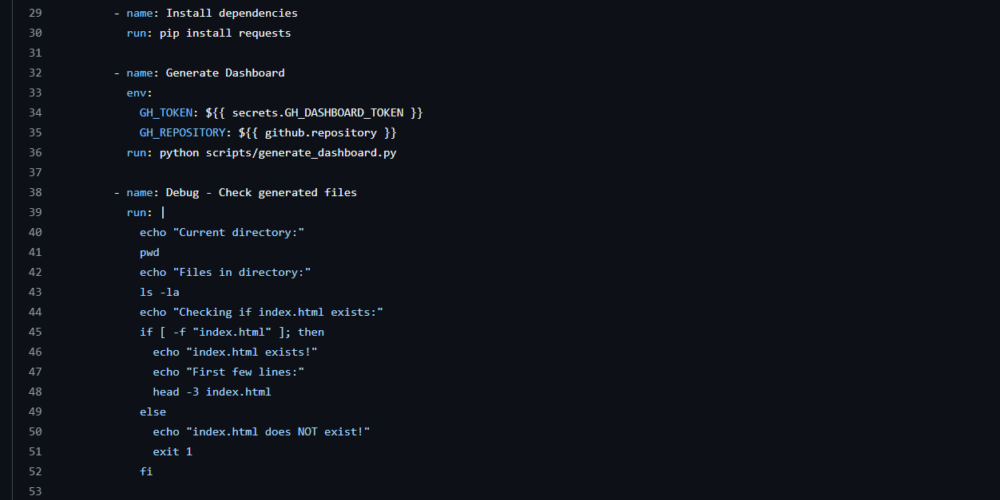 29 - name: Install dependencies
30 run: pip install requests
31
32 - name: Generate Dashboard
33 env:
34 GH_TOKEN: ${{ secrets.GH_DASHBOARD_TOKEN }}
35 GH_REPOSITORY: ${{ github.repository }}
36 run: python scripts/generate_dashboard.py
37
38 - name: Debug - Check generated files
39 run: |
40 echo "Current directory:"
41 pwd
42 echo "Files in directory:"
43 ls -la
44 echo "Checking if index.html exists:"
45 if [ -f "index.html" ]; then
46 echo "index.html exists!"
47 echo "First few lines:"
48 head -3 index.html
49 else
50 echo "index.html does NOT exist!"
51 exit 1
52 fi
53